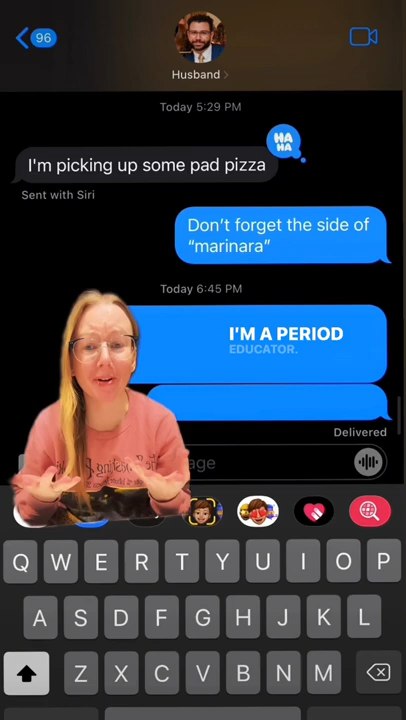 96
Husband
Today 5:29 PM
HA
HA
I'm picking up some pad pizza
Sent with Siri
Don't forget the side of
“marinara”
Today 6:45 PM
I'M A PERIOD
EDUCATOR.
Delivered
Q W E R T Y U I O P
A S D F G H J K L
Z X C V B N M